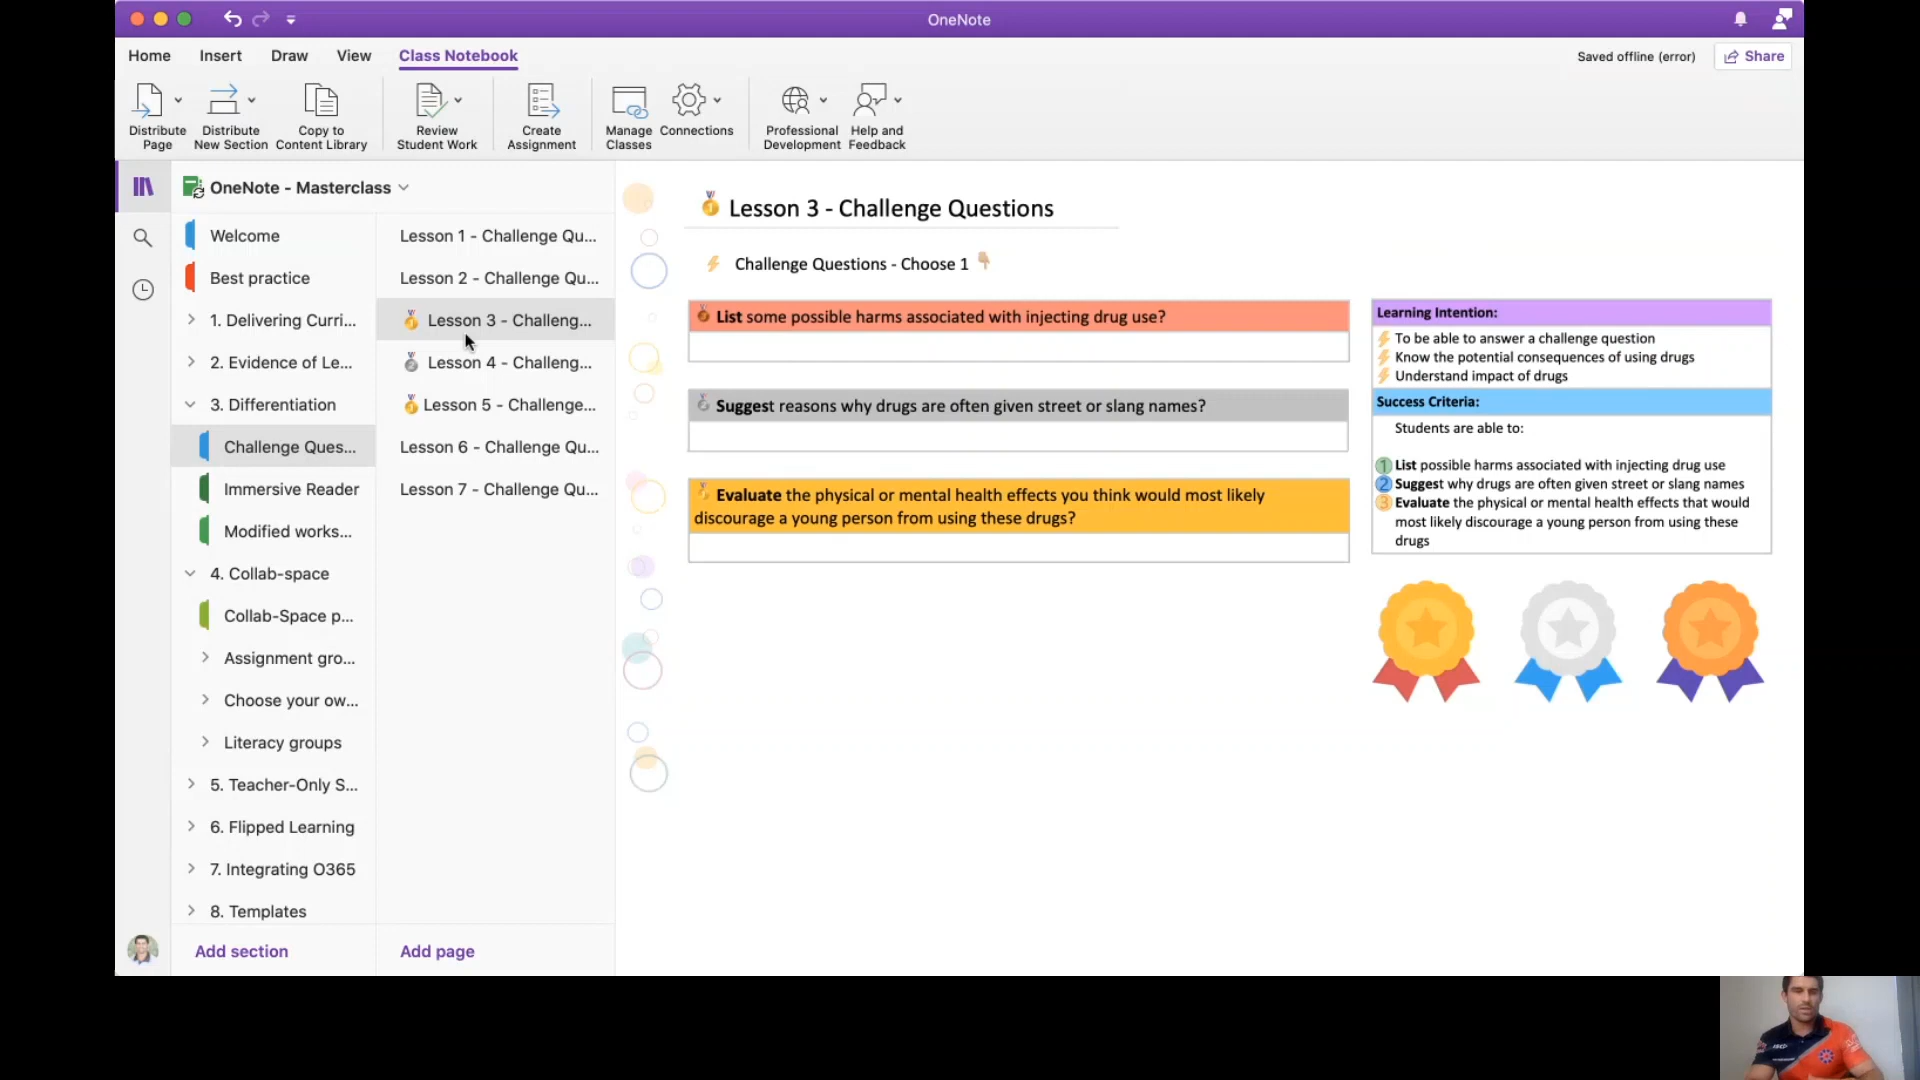 OneNote
Home Insert Draw View Class Notebook
Saved offline (error)
Share
Distribute Page
Distribute New Section
Copy to Content Library
Review Student Work
Create Assignment
Manage Classes
Connections
Professional Development
Help and Feedback
OneNote - Masterclass
Welcome
Best practice
1. Delivering Curri...
2. Evidence of Le...
3. Differentiation
Challenge Ques...
Immersive Reader
Modified works...
4. Collab-space
Collab-Space p...
Assignment gro...
Choose your ow...
Literacy groups
5. Teacher-Only S...
6. Flipped Learning
7. Integrating O365
8. Templates
Add section
Lesson 1 - Challenge Qu...
Lesson 2 - Challenge Qu...
Lesson 3 - Challeng...
Lesson 4 - Challeng...
Lesson 5 - Challenge...
Lesson 6 - Challenge Qu...
Lesson 7 - Challenge Qu...
Add page
Lesson 3 - Challenge Questions
Challenge Questions - Choose 1
List some possible harms associated with injecting drug use?
Suggest reasons why drugs are often given street or slang names?
Evaluate the physical or mental health effects you think would most likely
discourage a young person from using these drugs?
Learning Intention:
To be able to answer a challenge question
Know the potential consequences of using drugs
Understand impact of drugs
Success Criteria:
Students are able to:
1 List possible harms associated with injecting drug use
2 Suggest why drugs are often given street or slang names
3 Evaluate the physical or mental health effects that would
most likely discourage a young person from using these
drugs